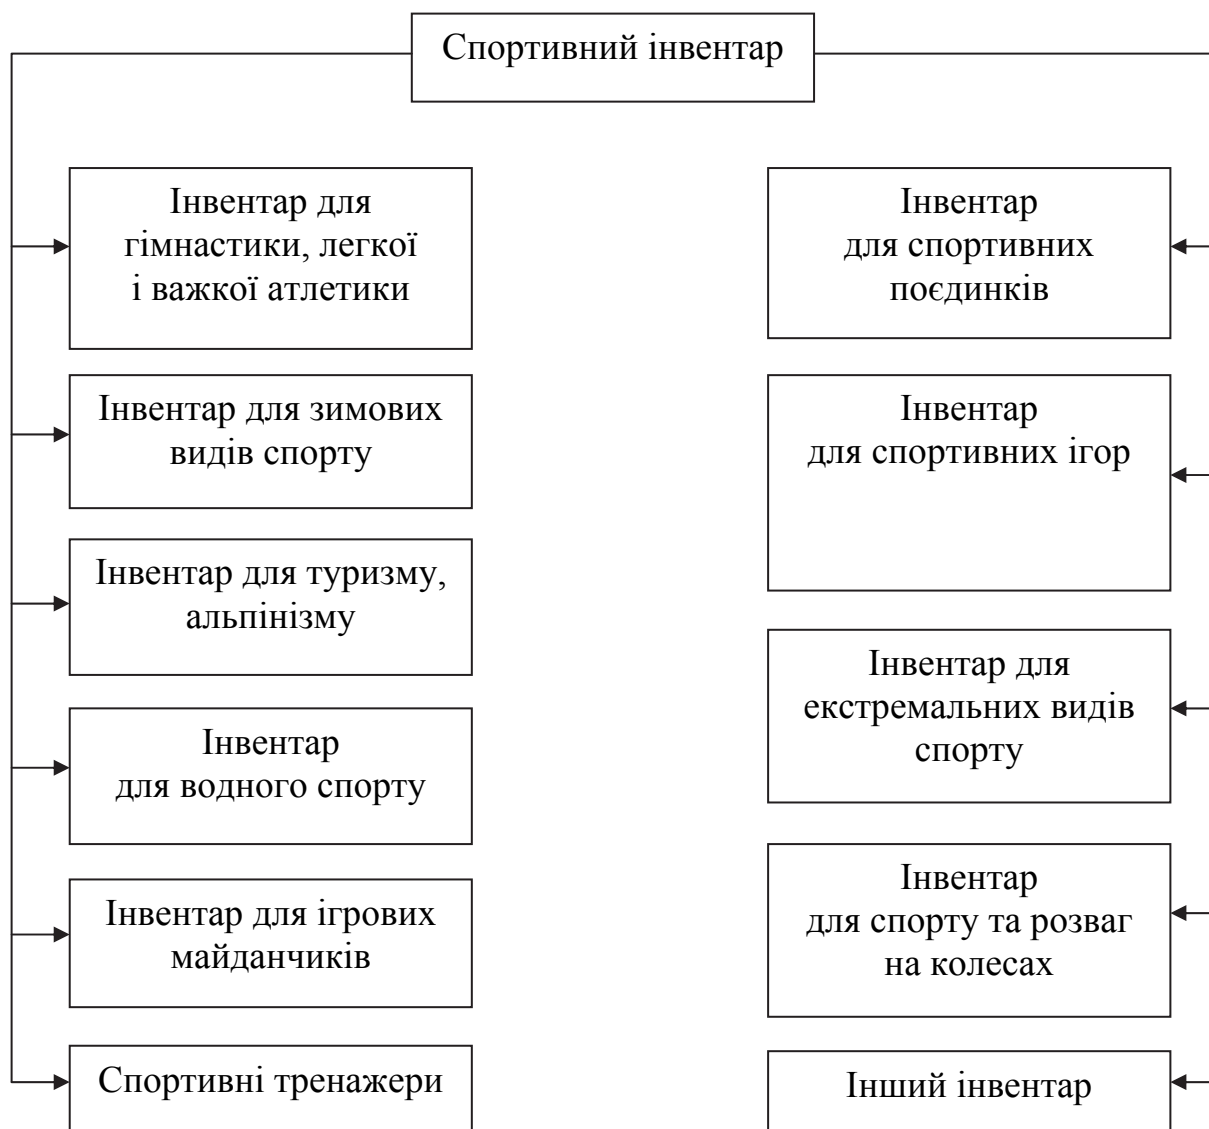 Спортивний інвентар
Інвентар для
гімнастики, легкої
і важкої атлетики
Інвентар для зимових
видів спорту
Інвентар для туризму,
альпінізму
Інвентар
для водного спорту
Інвентар для ігрових
майданчиків
Спортивні тренажери
Інвентар
для спортивних
поєдинків
Інвентар
для спортивних ігор
Інвентар для
екстремальних видів
спорту
Інвентар
для спорту та розваг
на колесах
Інший інвентар